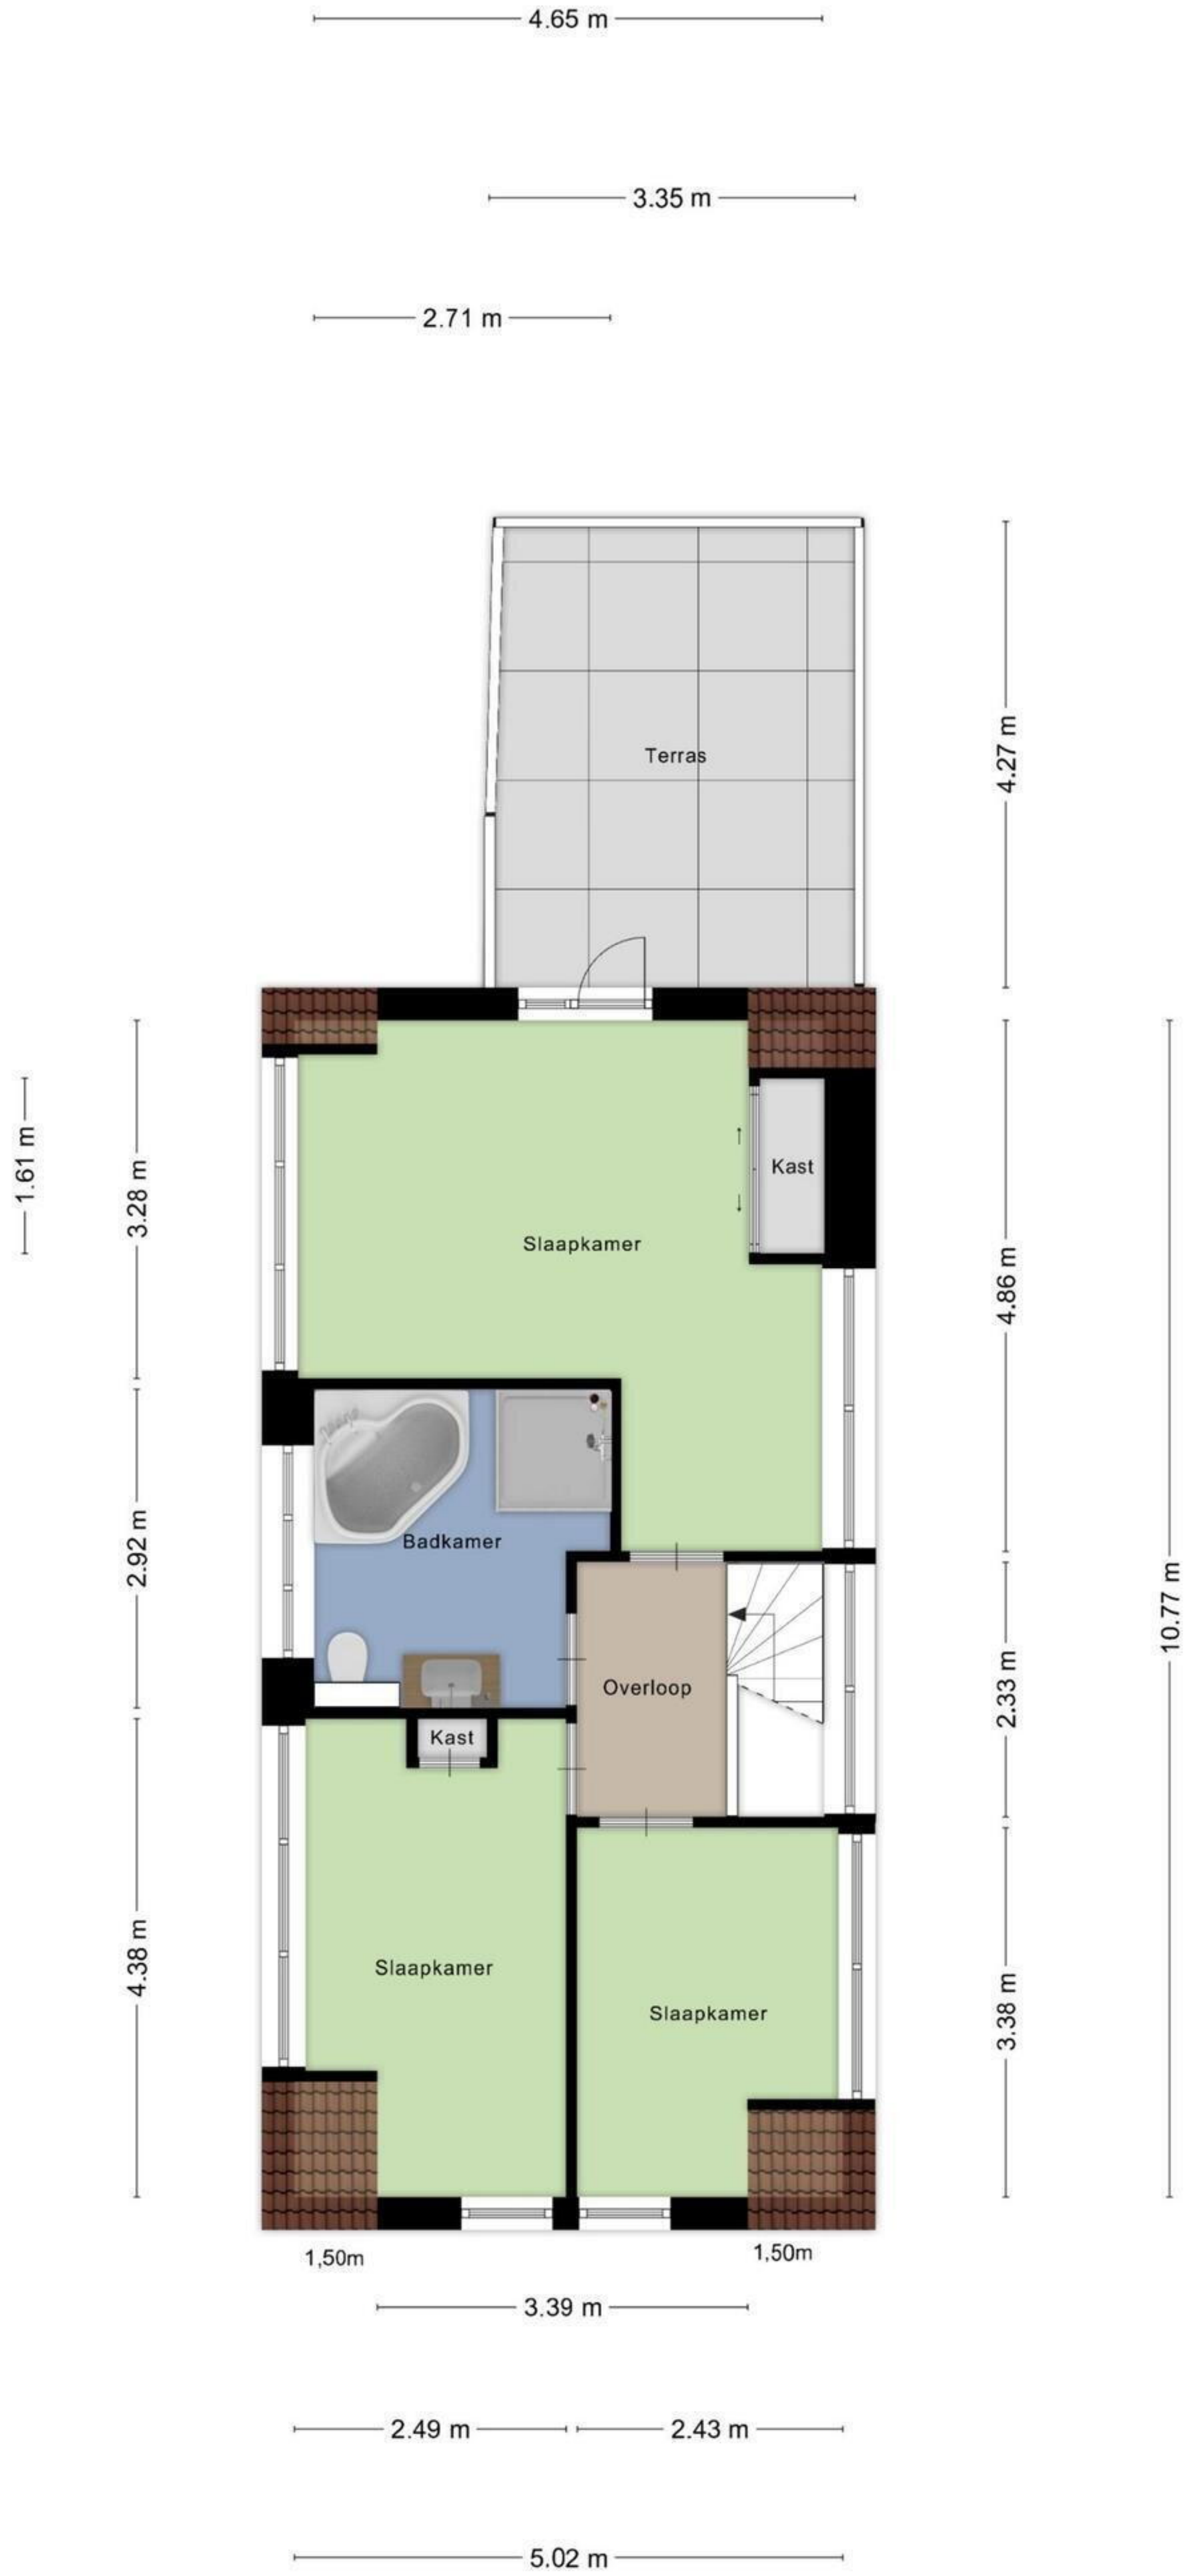 4.65 m
3.35 m
2.71 m
4.27 m
Terras
1.61 m
3.28 m
Kast
Slaapkamer
4.86 m
2.92 m
Badkamer
10.77 m
Overloop
2.33 m
Kast
4.38 m
Slaapkamer
Slaapkamer
3.38 m
1,50m
1,50m
3.39 m
2.49 m
2.43 m
5.02 m